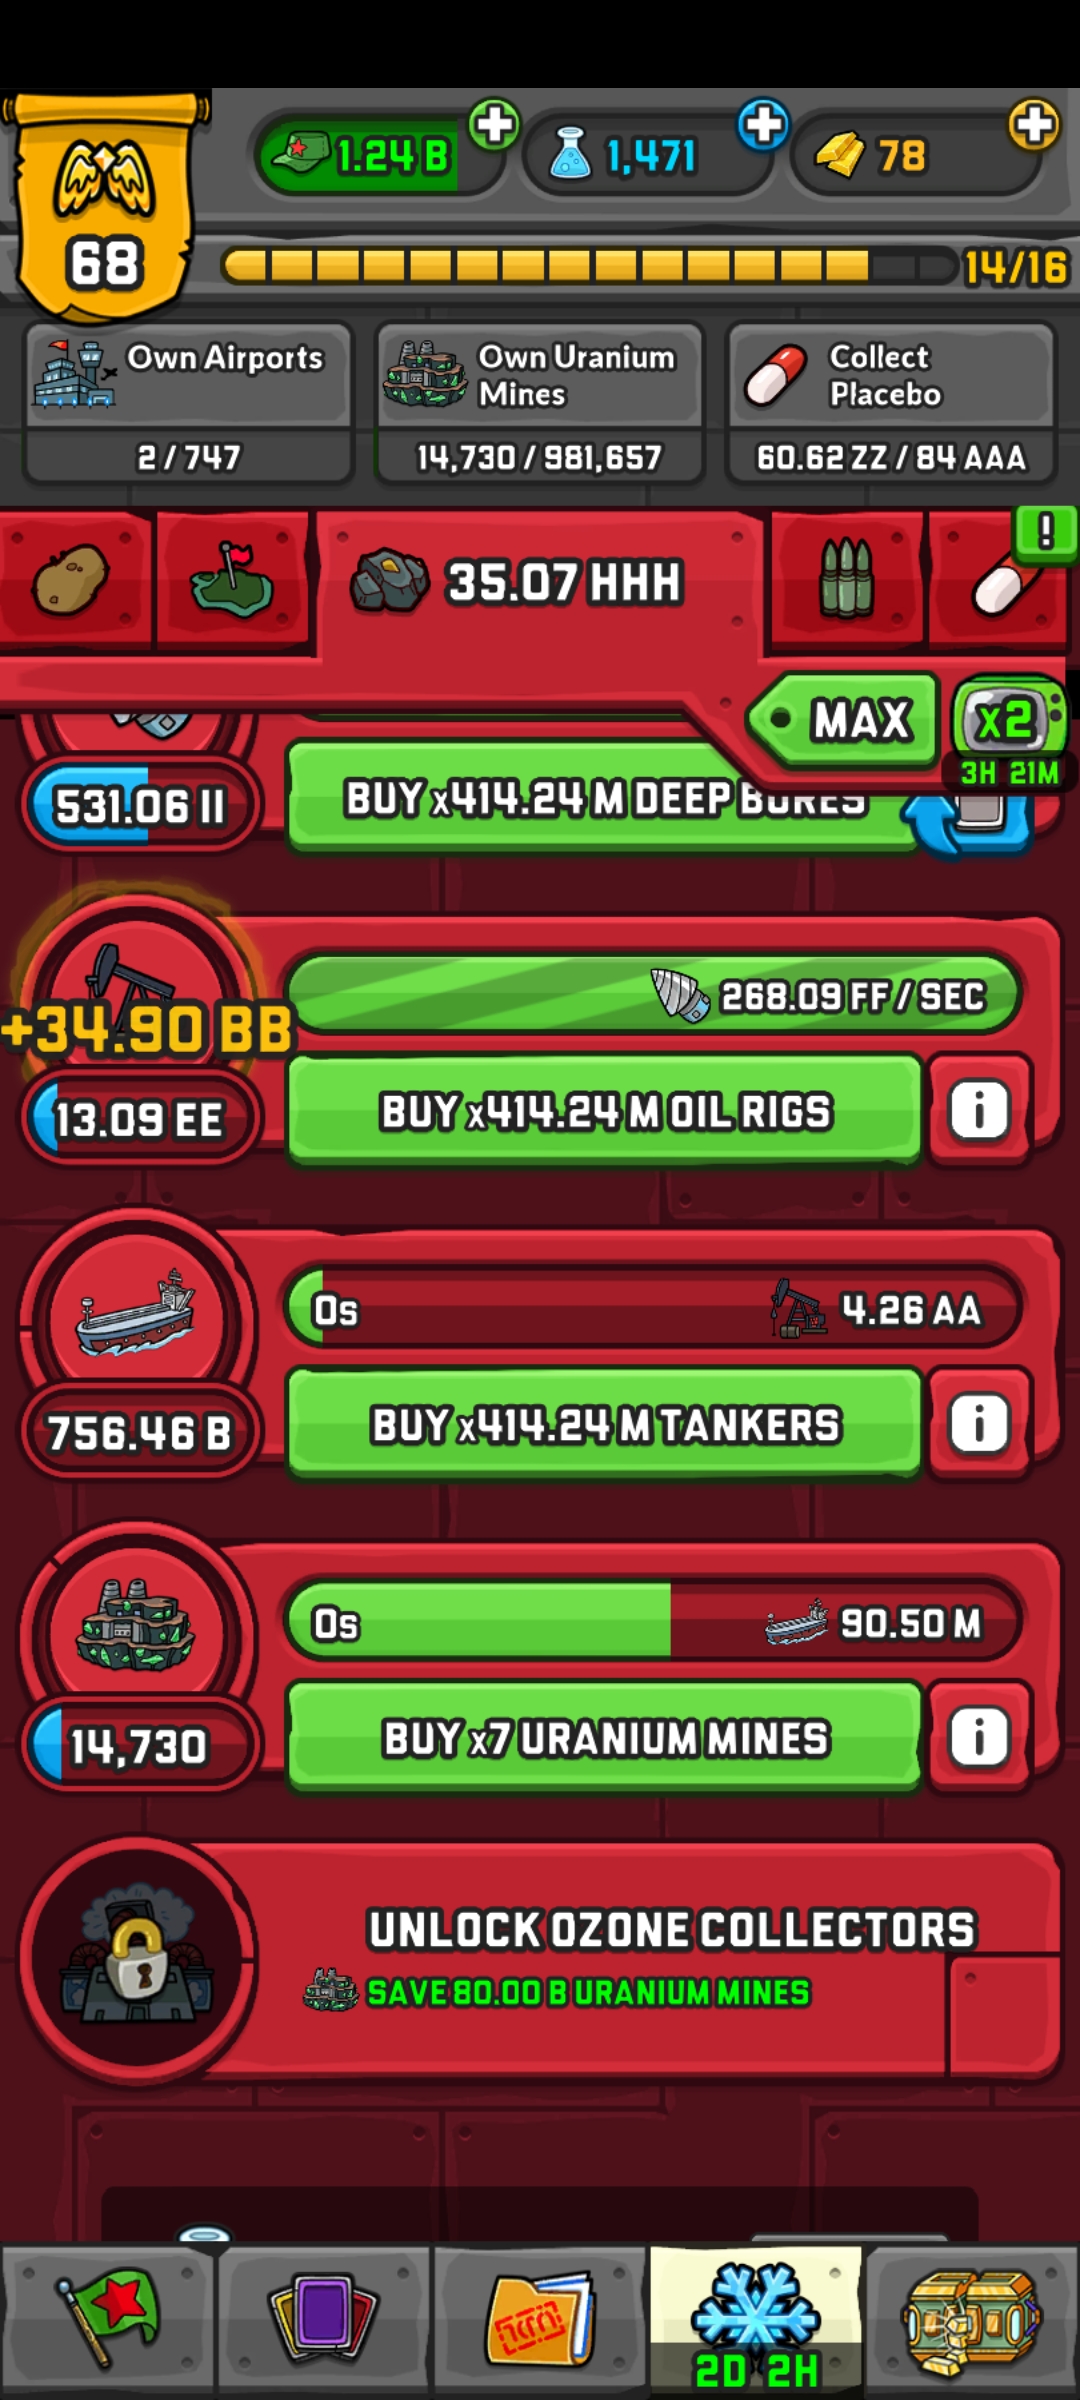 1.24 B
1,471
78
68
14/16
Own Airports
2 / 747
Own Uranium
Mines
14,730 / 981,657
Collect
Placebo
60.62 ZZ / 84 AAA
35.07 HHH
!
MAX
x2
3H 21M
531.06 II
BUY x414.24 M DEEP BORES
+34.90 BB
268.09 FF / SEC
13.09 EE
BUY x414.24 M OIL RIGS
i
0s
4.26 AA
756.46 B
BUY x414.24 M TANKERS
i
0s
90.50 M
14,730
BUY x7 URANIUM MINES
i
UNLOCK OZONE COLLECTORS
SAVE 80.00 B URANIUM MINES
2D 2H